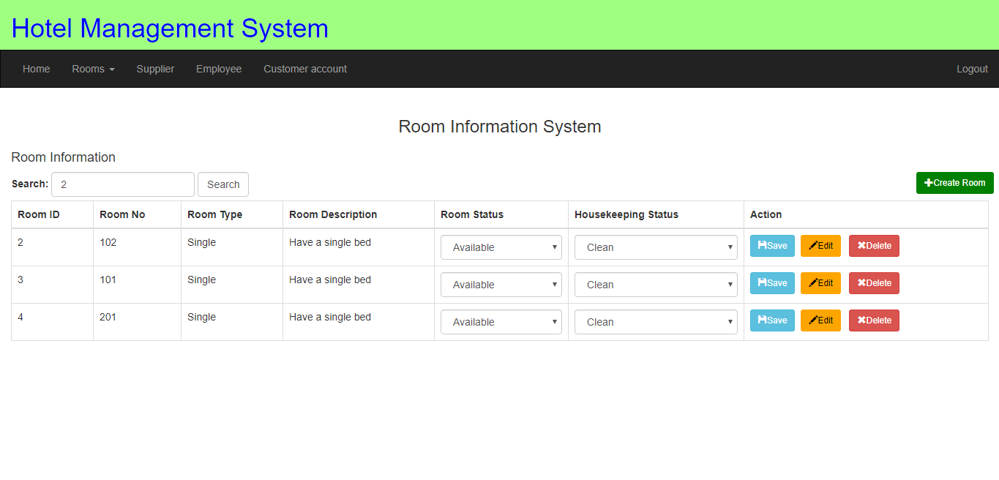 Hotel Management System
Home Rooms Supplier Employee Customer account Logout
Room Information System
Room Information
Search: 2 Search Create Room
Room ID Room No Room Type Room Description Room Status Housekeeping Status Action
2 102 Single Have a single bed Available Clean Save Edit Delete
3 101 Single Have a single bed Available Clean Save Edit Delete
4 201 Single Have a single bed Available Clean Save Edit Delete